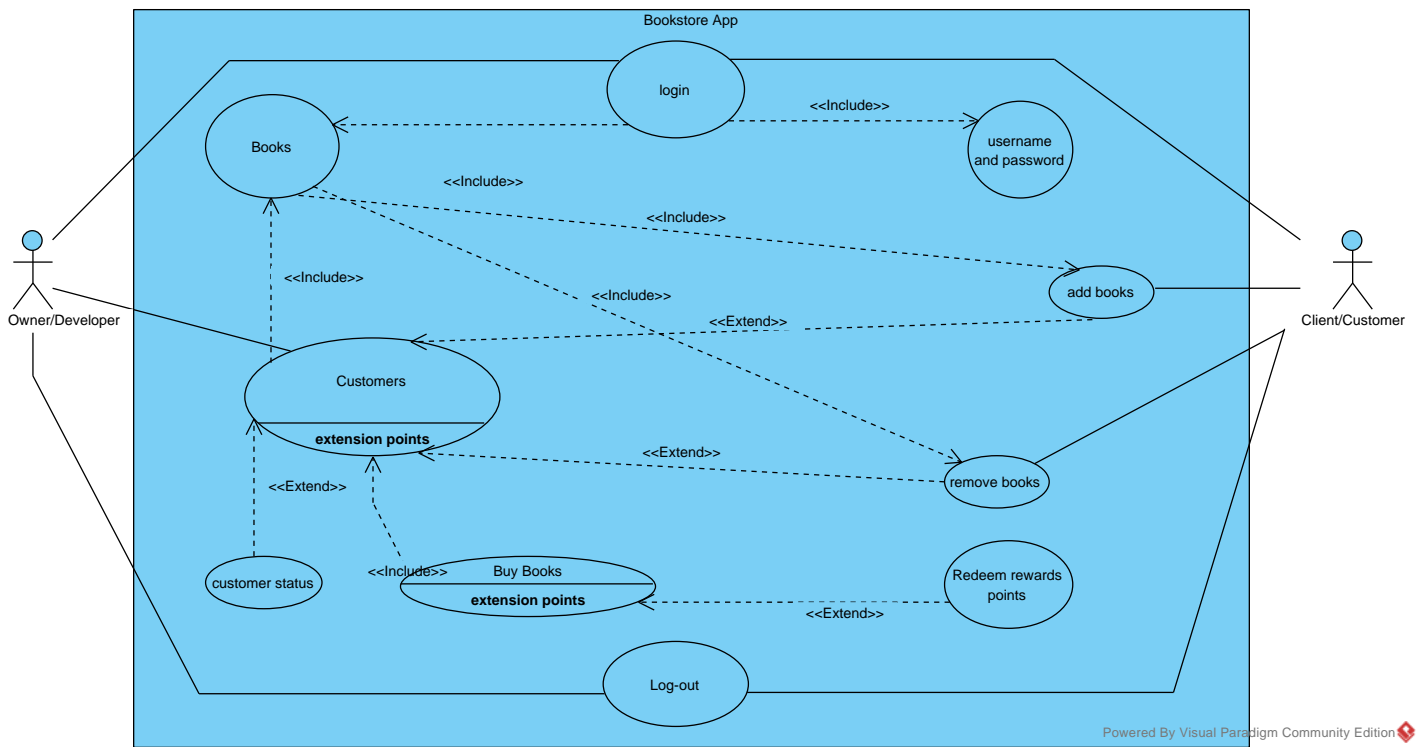 Bookstore App
login
<<Include>>
Books
username
and password
<<Include>>
<<Include>>
<<Include>>
add books
<<Include>>
Owner/Developer
Client/Customer
<<Extend>>
Customers
extension points
<<Extend>>
remove books
<<Extend>>
customer status
<<Include>>
Buy Books
extension points
Redeem rewards
points
<<Extend>>
Log-out
Powered By Visual Paradigm Community Edition